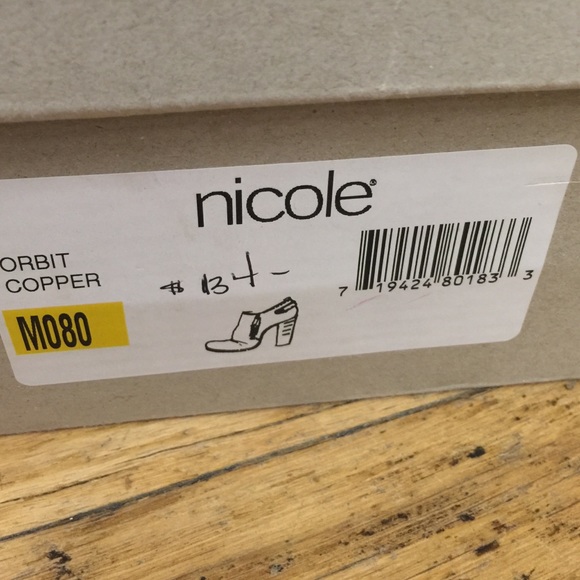 nicole®
ORBIT
COPPER
$ 134-
M080
7 19424 80183 3